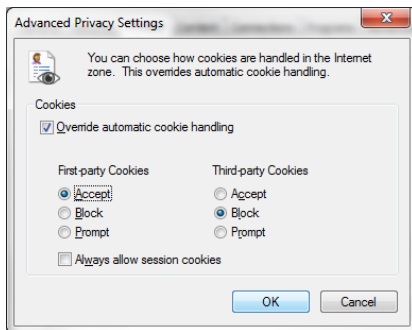 Advanced Privacy Settings
You can choose how cookies are handled in the Internet
zone. This overrides automatic cookie handling.
Cookies
Override automatic cookie handling
First-party Cookies Third-party Cookies
Accept Accept
Block Block
Prompt Prompt
Always allow session cookies
OK Cancel